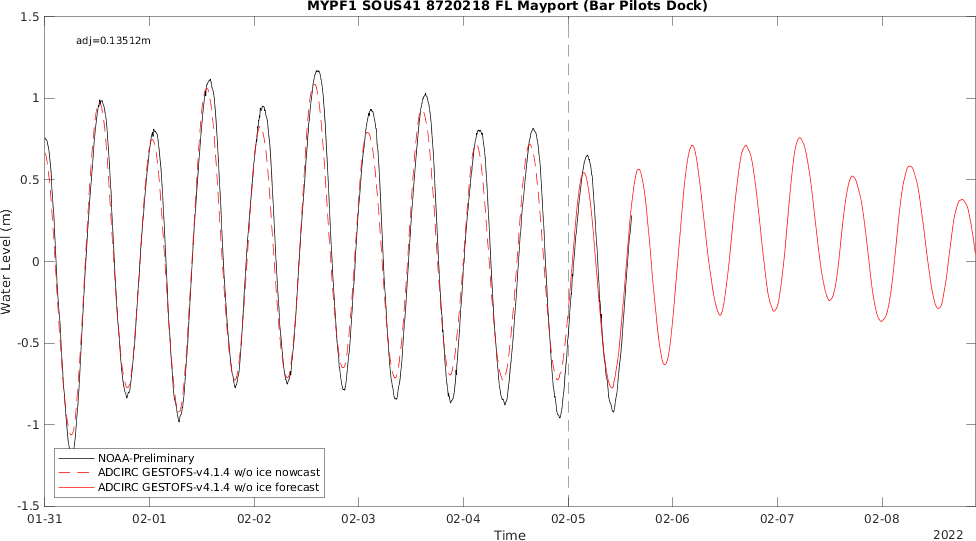 MYPF1 SOUS41 8720218 FL Mayport (Bar Pilots Dock)
1.5
adj=0.13512m
1
0.5
0
-0.5
-1
-1.5
Water Level (m)
NOAA-Preliminary
ADCIRC GESTOFS-v4.1.4 w/o ice nowcast
ADCIRC GESTOFS-v4.1.4 w/o ice forecast
01-31 02-01 02-02 02-03 02-04 02-05 02-06 02-07 02-08
Time
2022